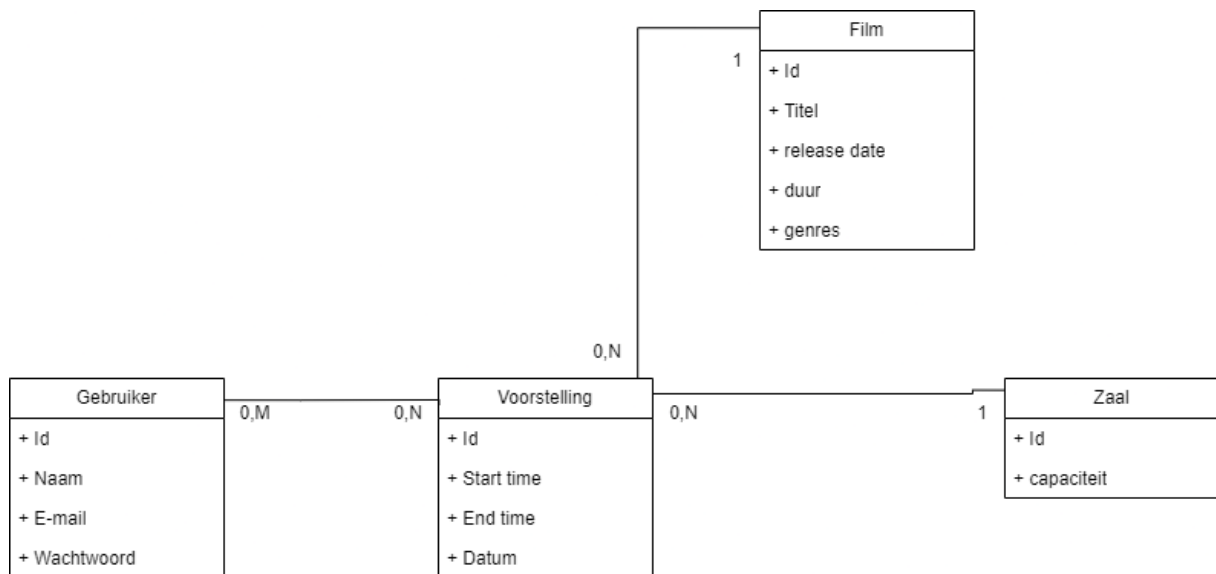 Film
1
+ Id
+ Titel
+ release date
+ duur
+ genres
0,N
Gebruiker
0,M
0,N
Voorstelling
0,N
1
Zaal
+ Id
+ Naam
+ E-mail
+ Wachtwoord
+ Id
+ Start time
+ End time
+ Datum
+ Id
+ capaciteit